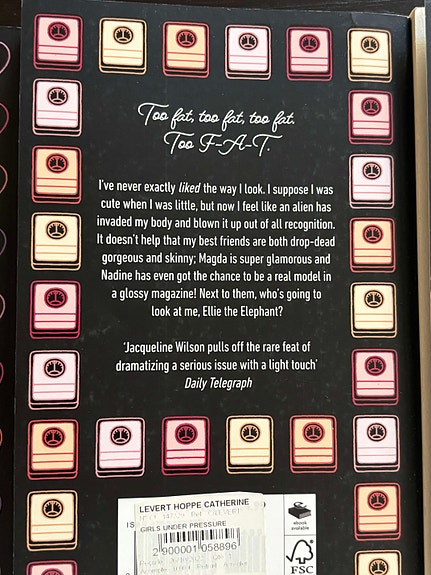 Too fat, too fat, too fat.
Too F-A-T.
I've never exactly liked the way I look. I suppose I was
cute when I was little, but now I feel like an alien has
invaded my body and blown it up out of all recognition.
It doesn't help that my best friends are both drop-dead
gorgeous and skinny; Magda is super glamorous and
Nadine has even got the chance to be a real model in
a glossy magazine! Next to them, who's going to
look at me, Ellie the Elephant?
'Jacqueline Wilson pulls off the rare feat of
dramatizing a serious issue with a light touch'
Daily Telegraph
LEVERT HOPPE CATHERINE
GIRLS UNDER PRESSURE
2 900001 058896
ebook
available
FSC